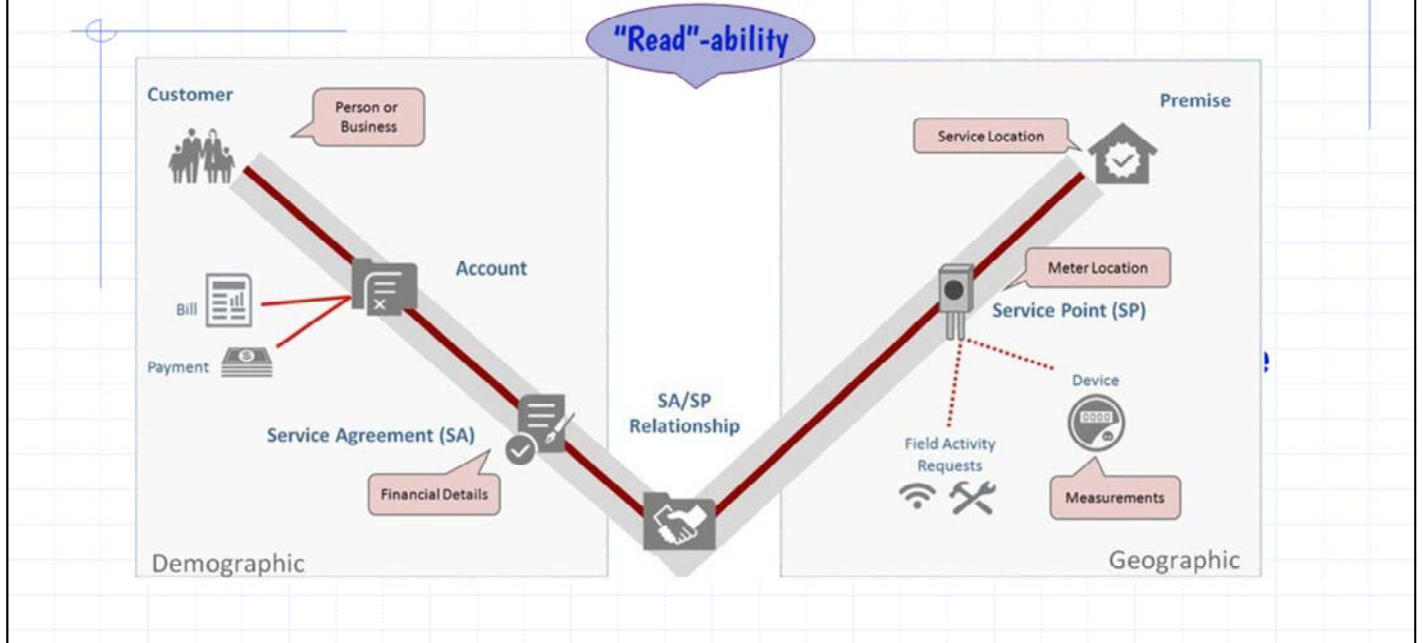 "Read"-ability
Customer
Person or
Business
Account
Bill
Payment
Service Agreement (SA)
Financial Details
Demographic
SA/SP
Relationship
Premise
Service Location
Meter Location
Service Point (SP)
Device
0000
Field Activity
Requests
Measurements
Geographic
e